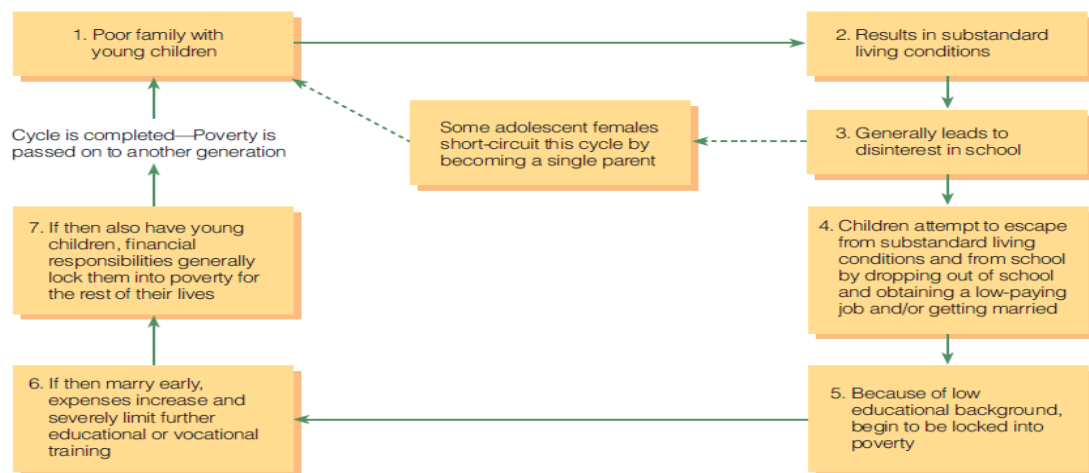 1. Poor family with
young children
2. Results in substandard
living conditions
3. Generally leads to
disinterest in school
Some adolescent females
short-circuit this cycle by
becoming a single parent
4. Children attempt to escape
from substandard living
conditions and from school
by dropping out of school
and obtaining a low-paying
job and/or getting married
5. Because of low
educational background,
begin to be locked into
poverty
6. If then marry early,
expenses increase and
severely limit further
educational or vocational
training
7. If then also have young
children, financial
responsibilities generally
lock them into poverty for
the rest of their lives
Cycle is completed—Poverty is
passed on to another generation